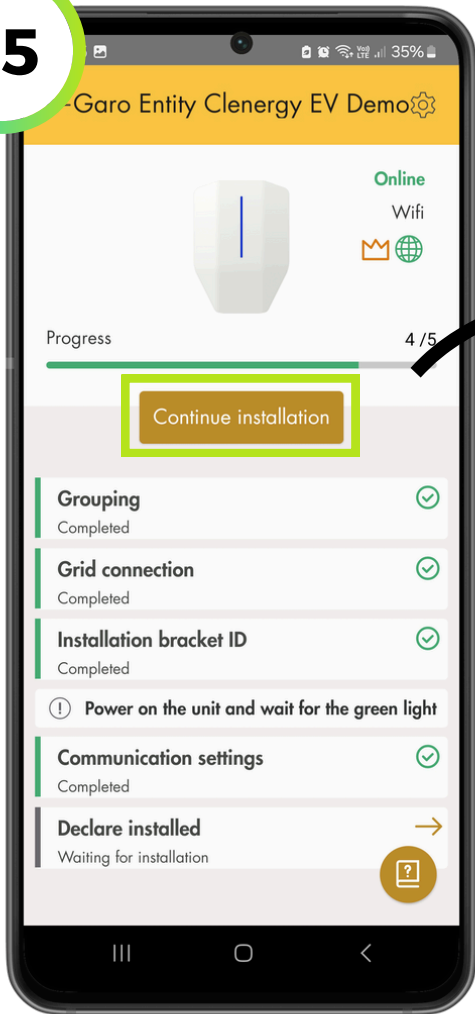 5
35%
-Garo Entity Clenergy EV Demo
Online
Wifi
Progress
4 /5
Continue installation
Grouping
Completed
Grid connection
Completed
Installation bracket ID
Completed
Power on the unit and wait for the green light
Communication settings
Completed
Declare installed
Waiting for installation